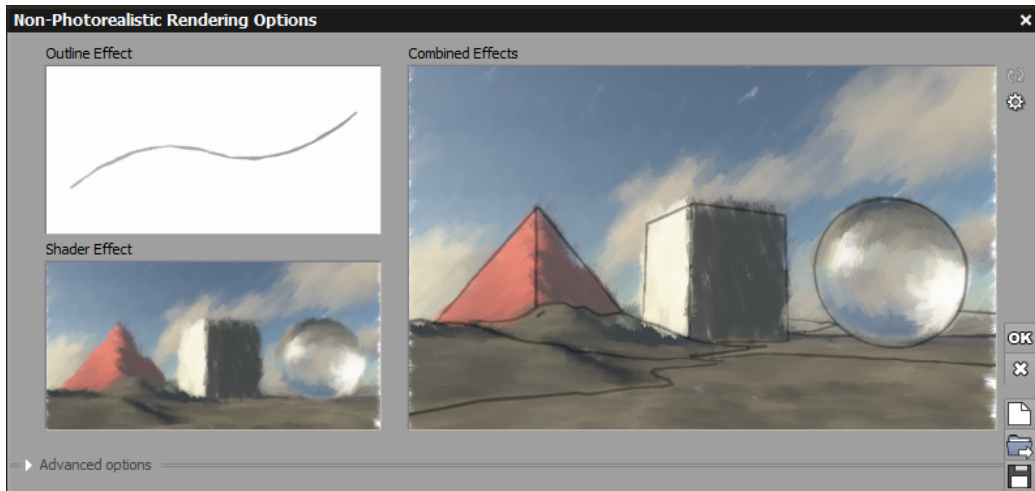 Non-Photorealistic Rendering Options
Outline Effect
Combined Effects
Shader Effect
OK
Advanced options